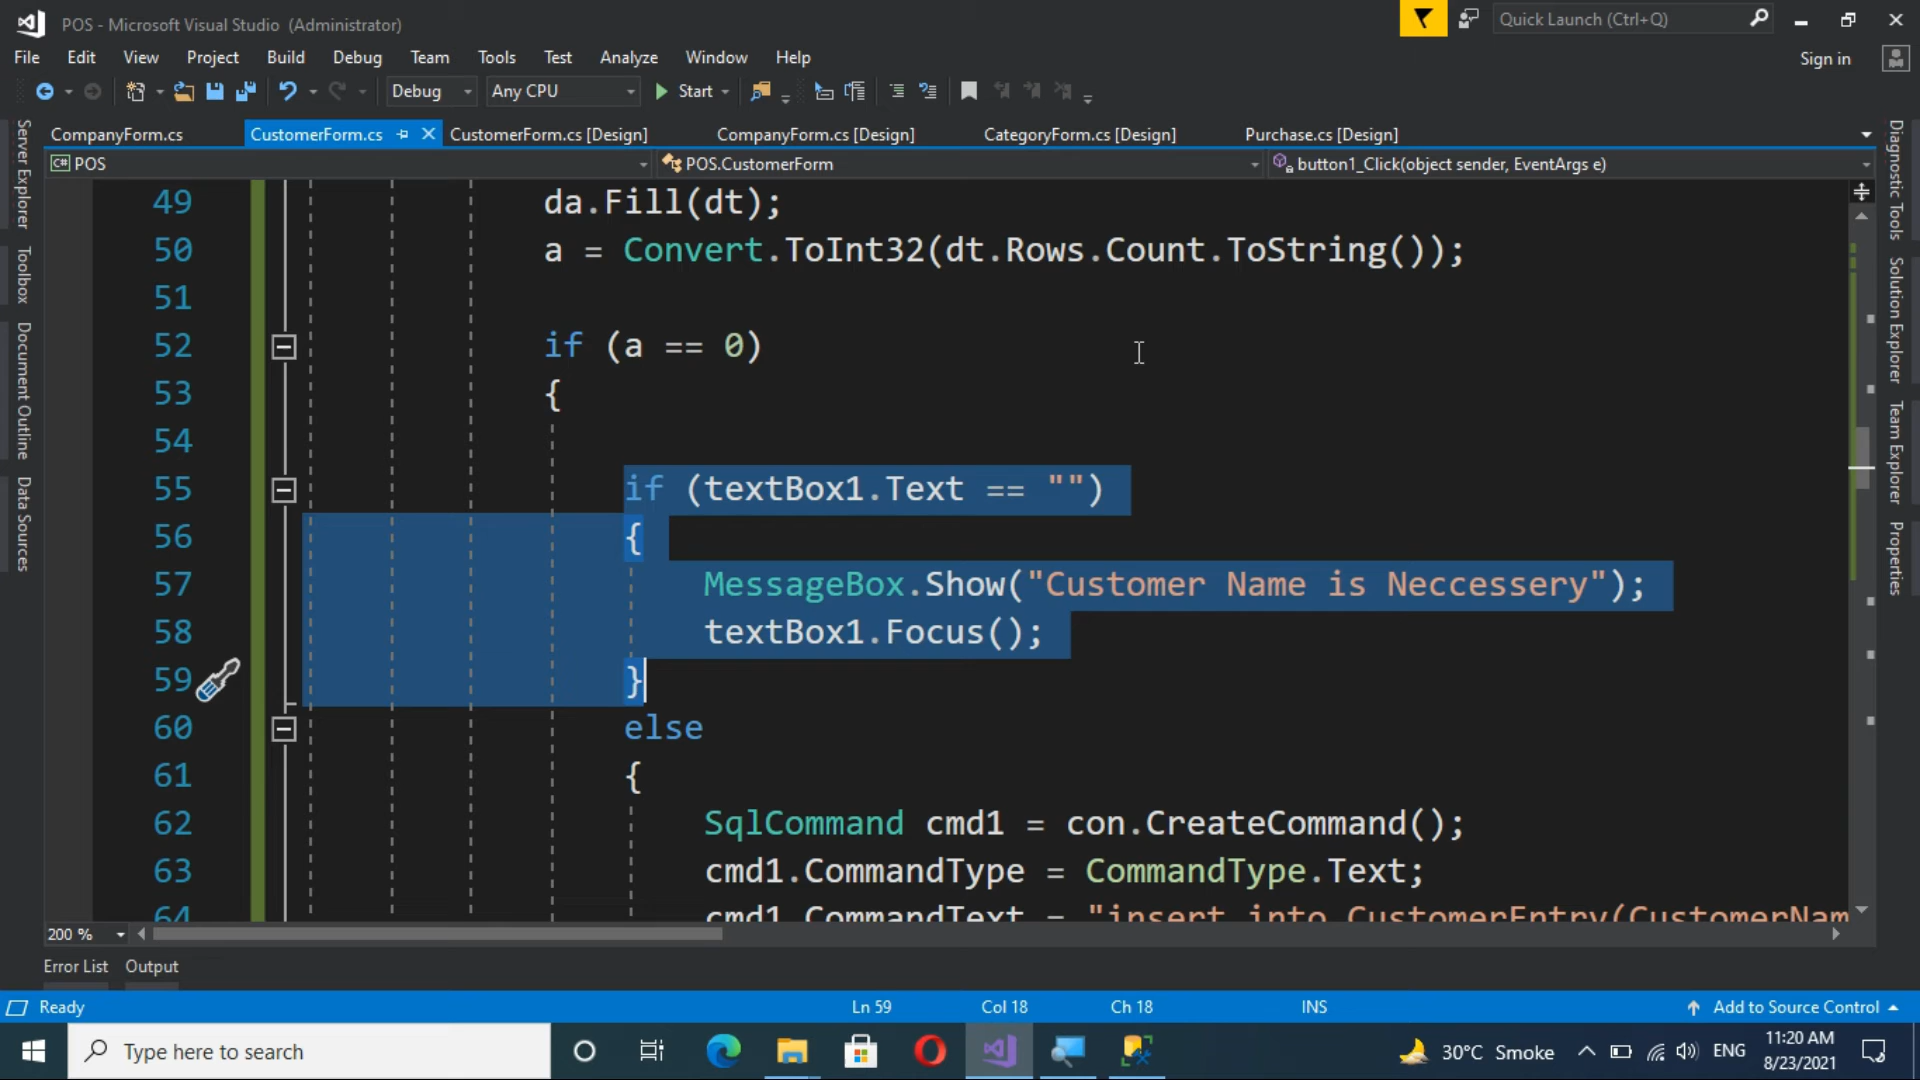 POS - Microsoft Visual Studio (Administrator)
Quick Launch (Ctrl+Q)
File Edit View Project Build Debug Team Tools Test Analyze Window Help
Sign in
Debug Any CPU Start
CompanyForm.cs CustomerForm.cs CustomerForm.cs [Design] CompanyForm.cs [Design] CategoryForm.cs [Design] Purchase.cs [Design]
C# POS POS.CustomerForm button1_Click(object sender, EventArgs e)
Server Explorer
Toolbox
Document Outline
Data Sources
49 da.Fill(dt);
50 a = Convert.ToInt32(dt.Rows.Count.ToString());
51
52 if (a == 0)
53 {
54
55 if (textBox1.Text == "")
56 {
57 MessageBox.Show("Customer Name is Neccessery");
58 textBox1.Focus();
59 }
60 else
61 {
62 SqlCommand cmd1 = con.CreateCommand();
63 cmd1.CommandType = CommandType.Text;
64 cmd1.CommandText = "insert into CustomerEntry(CustomerNam
Diagnostic Tools
Solution Explorer
Team Explorer
Properties
200 %
Error List Output
Ready Ln 59 Col 18 Ch 18 INS Add to Source Control
Type here to search
30°C Smoke ENG 11:20 AM
8/23/2021